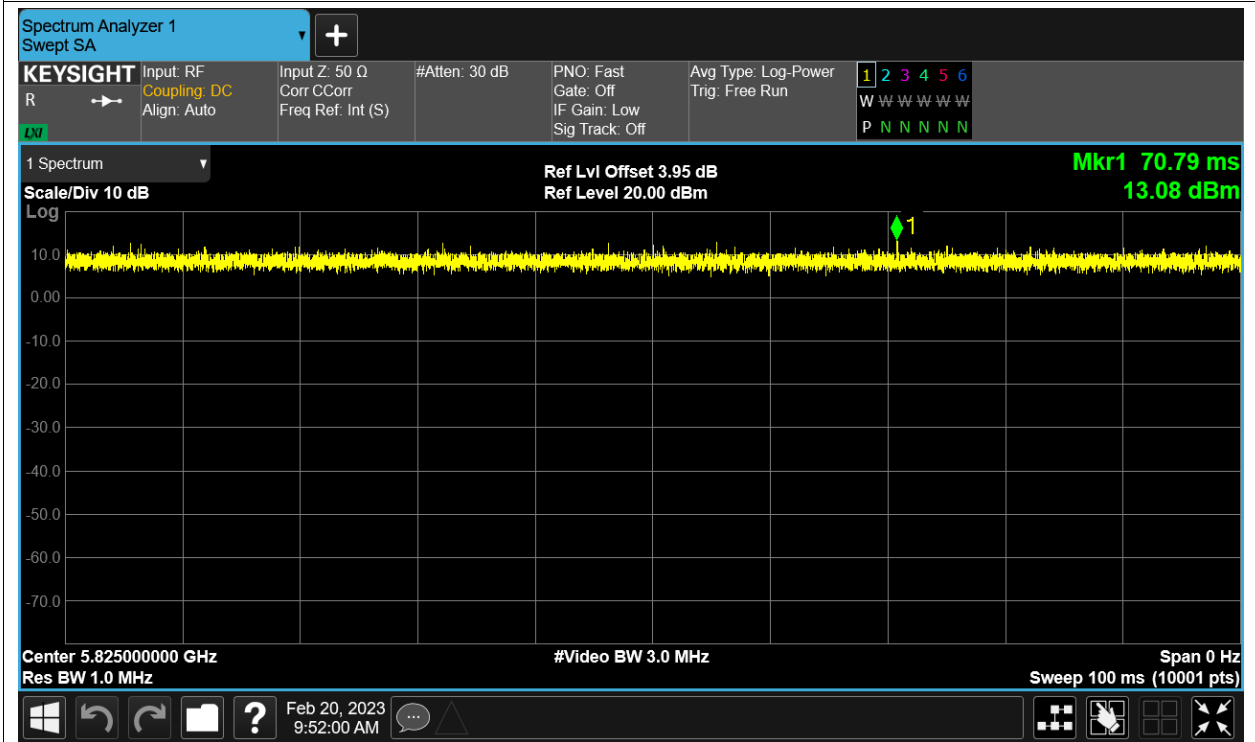 Spectrum Analyzer 1
Swept SA
+
KEYSIGHT
R
LXI
Input: RF
Coupling: DC
Align: Auto
Input Z: 50 Ω
Corr CCorr
Freq Ref: Int (S)
#Atten: 30 dB
PNO: Fast
Gate: Off
IF Gain: Low
Sig Track: Off
Avg Type: Log-Power
Trig: Free Run
1 2 3 4 5 6
W W W W W W
P N N N N N
1 Spectrum
Scale/Div 10 dB
Log
Ref Lvl Offset 3.95 dB
Ref Level 20.00 dBm
Mkr1 70.79 ms
13.08 dBm
1
10.0
0.00
-10.0
-20.0
-30.0
-40.0
-50.0
-60.0
-70.0
Center 5.825000000 GHz
Res BW 1.0 MHz
#Video BW 3.0 MHz
Span 0 Hz
Sweep 100 ms (10001 pts)
?
Feb 20, 2023
9:52:00 AM